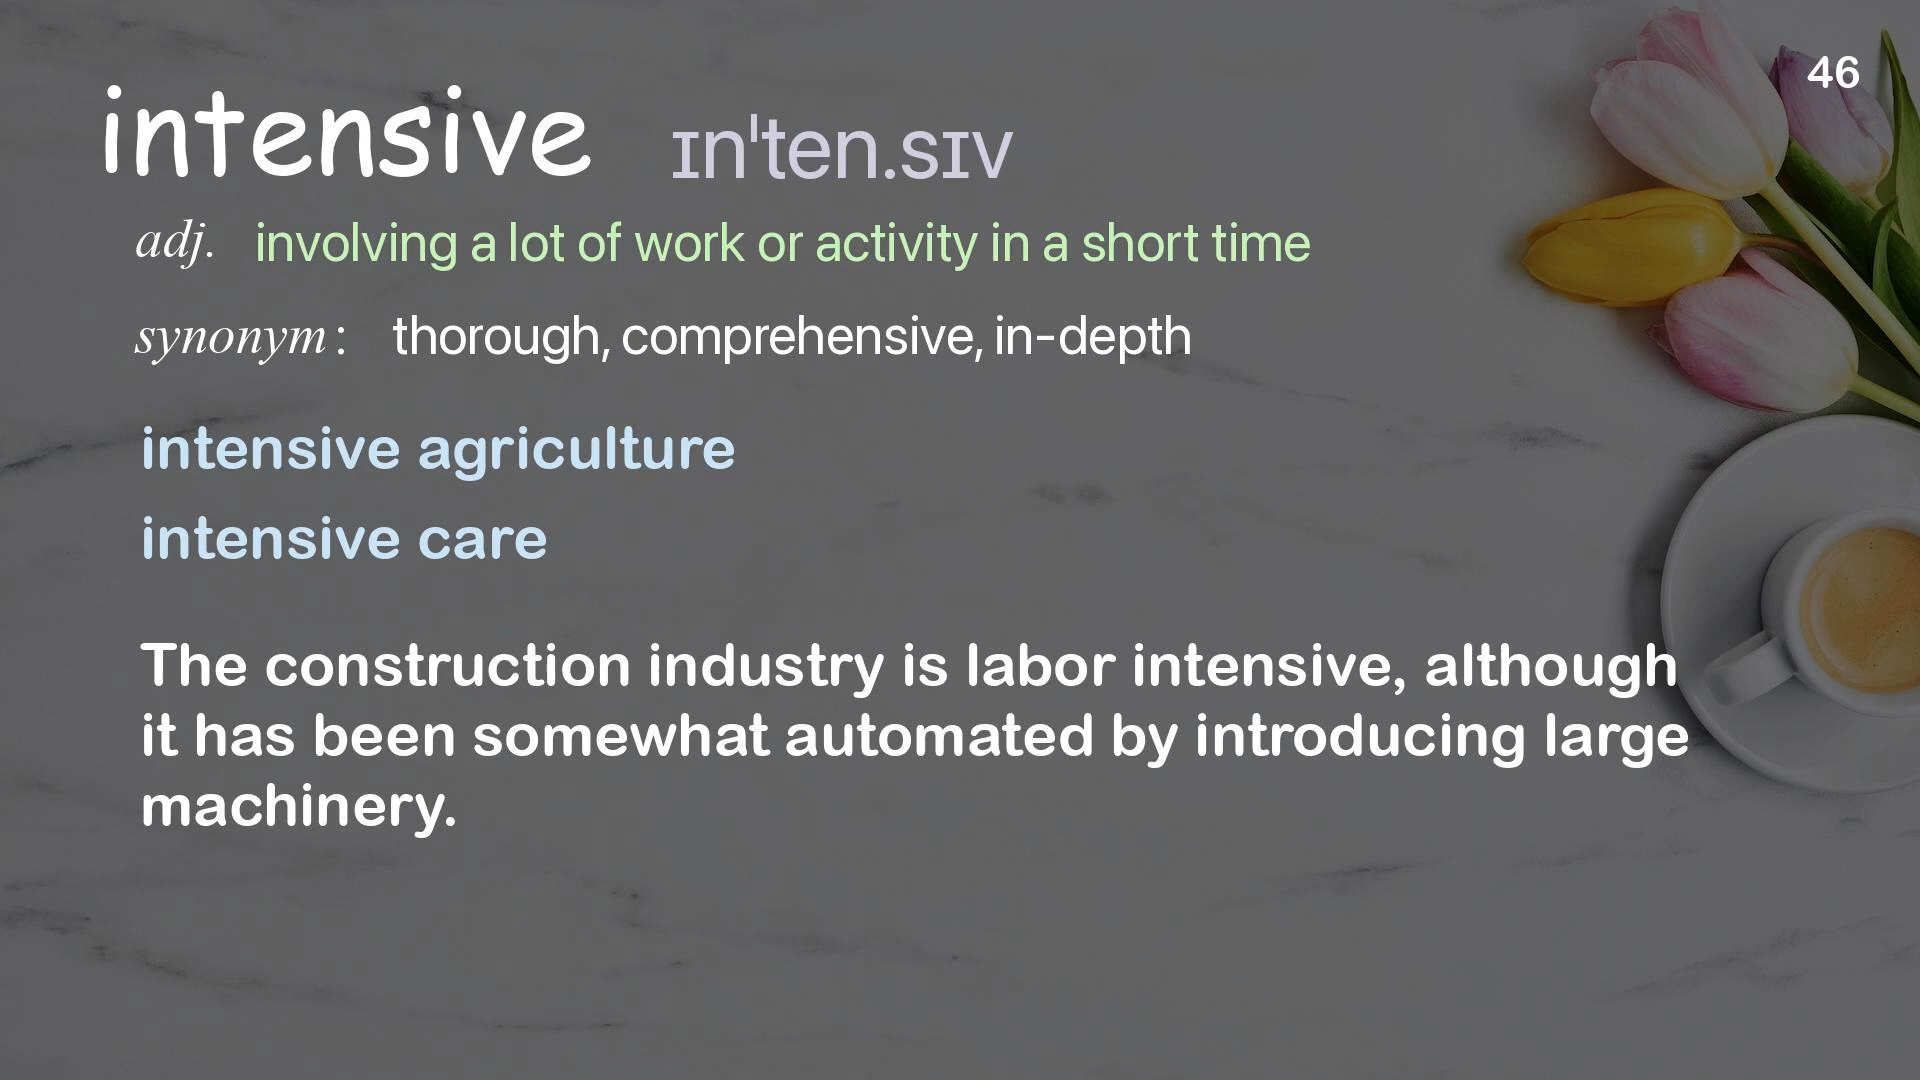 46
intensive ɪnˈten.sɪv
adj. involving a lot of work or activity in a short time
synonym : thorough, comprehensive, in-depth
intensive agriculture
intensive care
The construction industry is labor intensive, although
it has been somewhat automated by introducing large
machinery.